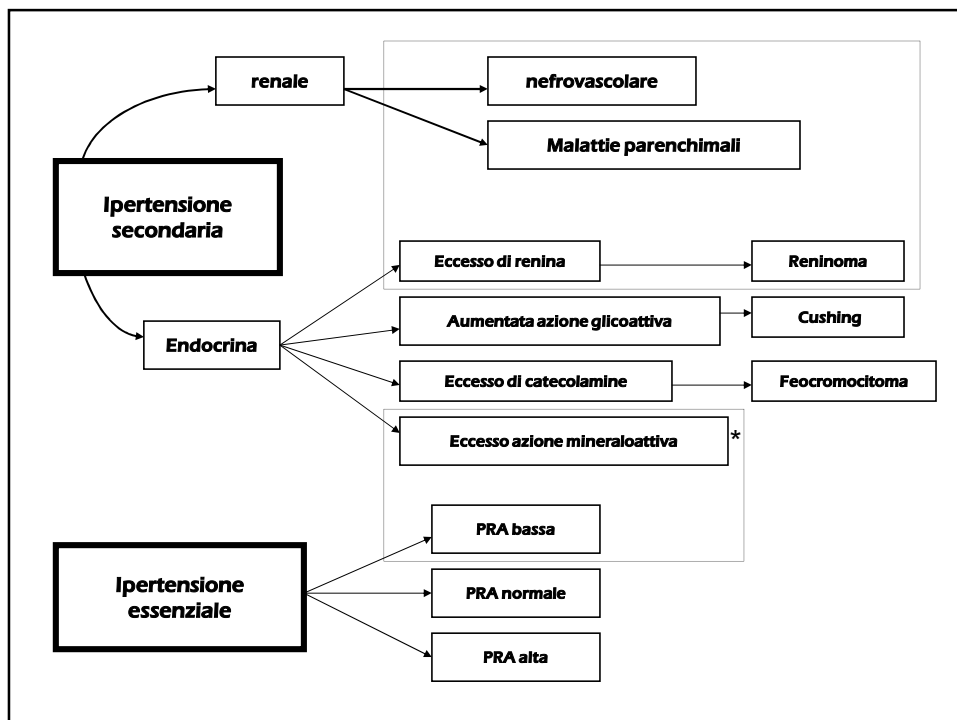 renale
nefrovascolare
Malattie parenchimali
Ipertensione
secondaria
Eccesso di renina
Reninoma
Aumentata azione glicoattiva
Cushing
Endocrina
Eccesso di catecolamine
Feocromocitoma
Eccesso azione mineraloattiva
*
PRA bassa
Ipertensione
essenziale
PRA normale
PRA alta